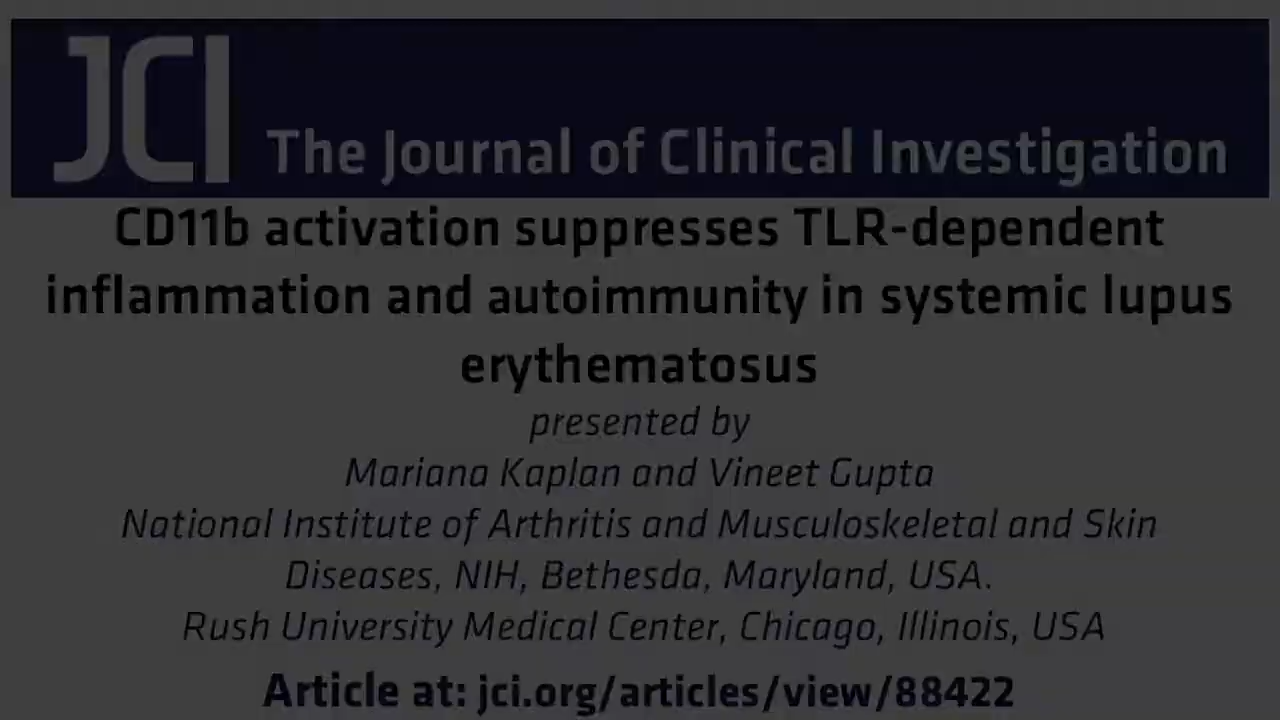 JCI The Journal of Clinical Investigation
CD11b activation suppresses TLR-dependent
inflammation and autoimmunity in systemic lupus
erythematosus
presented by
Mariana Kaplan and Vineet Gupta
National Institute of Arthritis and Musculoskeletal and Skin
Diseases, NIH, Bethesda, Maryland, USA.
Rush University Medical Center, Chicago, Illinois, USA
Article at: jci.org/articles/view/88422